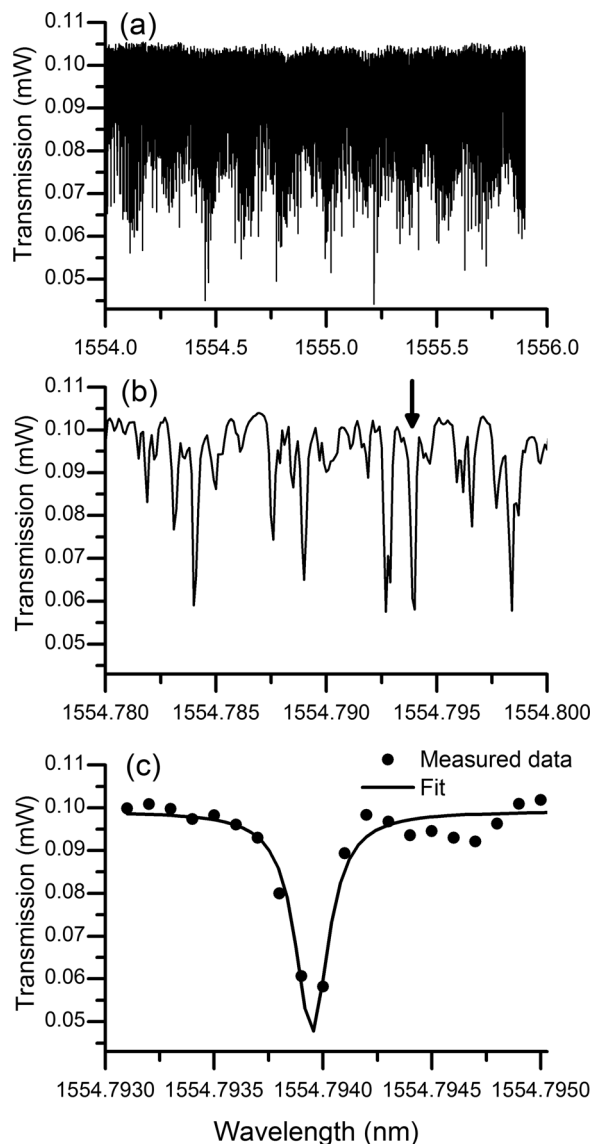 (a)
0.11
0.10
0.09
0.08
0.07
0.06
0.05
Transmission (mW)
1554.0 1554.5 1555.0 1555.5 1556.0
(b)
0.11
0.10
0.09
0.08
0.07
0.06
0.05
Transmission (mW)
1554.780 1554.785 1554.790 1554.795 1554.800
(c)
Measured data
Fit
0.11
0.10
0.09
0.08
0.07
0.06
0.05
Transmission (mW)
1554.7930 1554.7935 1554.7940 1554.7945 1554.7950
Wavelength (nm)